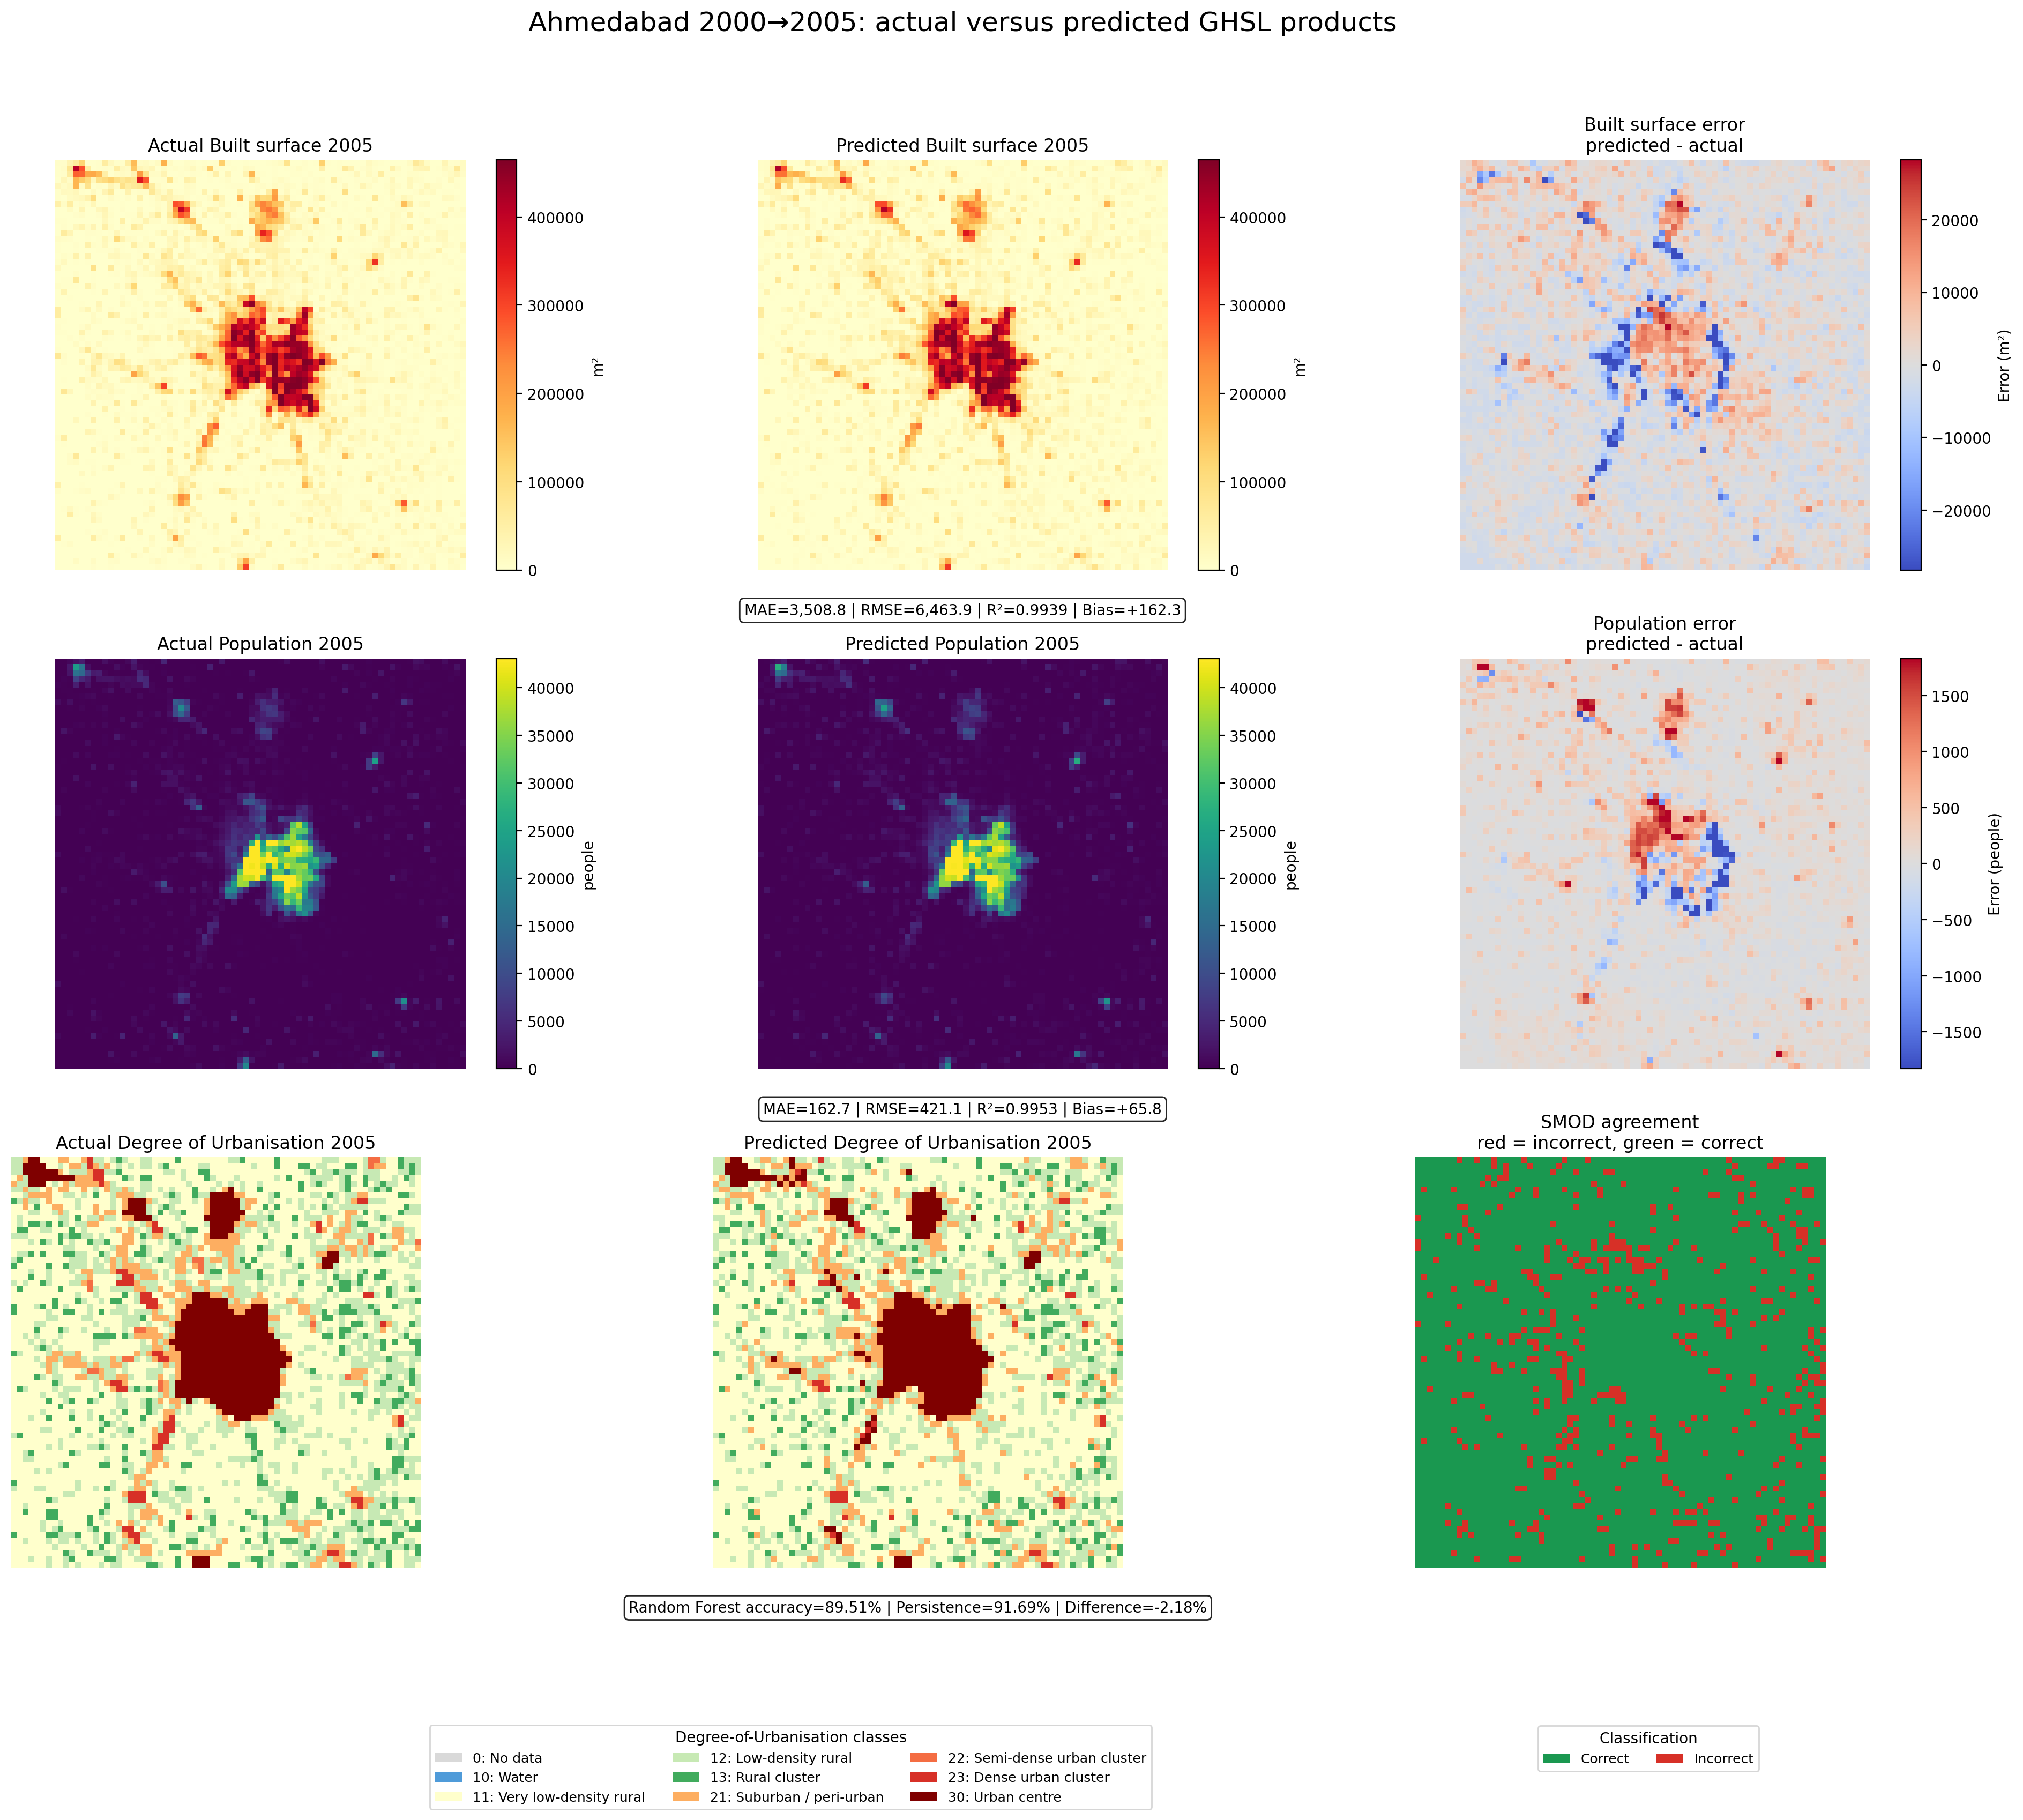 Ahmedabad 2000→2005: actual versus predicted GHSL products
Actual Built surface 2005
400000
300000
200000
100000
0
m²
Predicted Built surface 2005
400000
300000
200000
100000
0
m²
Built surface error
predicted - actual
20000
10000
0
−10000
−20000
Error (m²)
MAE=3,508.8 | RMSE=6,463.9 | R²=0.9939 | Bias=+162.3
Actual Population 2005
40000
35000
30000
25000
20000
15000
10000
5000
0
people
Predicted Population 2005
40000
35000
30000
25000
20000
15000
10000
5000
0
people
Population error
predicted - actual
1500
1000
500
0
−500
−1000
−1500
Error (people)
MAE=162.7 | RMSE=421.1 | R²=0.9953 | Bias=+65.8
Actual Degree of Urbanisation 2005
Predicted Degree of Urbanisation 2005
SMOD agreement
red = incorrect, green = correct
Random Forest accuracy=89.51% | Persistence=91.69% | Difference=-2.18%
Degree-of-Urbanisation classes
0: No data
10: Water
11: Very low-density rural
12: Low-density rural
13: Rural cluster
21: Suburban / peri-urban
22: Semi-dense urban cluster
23: Dense urban cluster
30: Urban centre
Classification
Correct
Incorrect